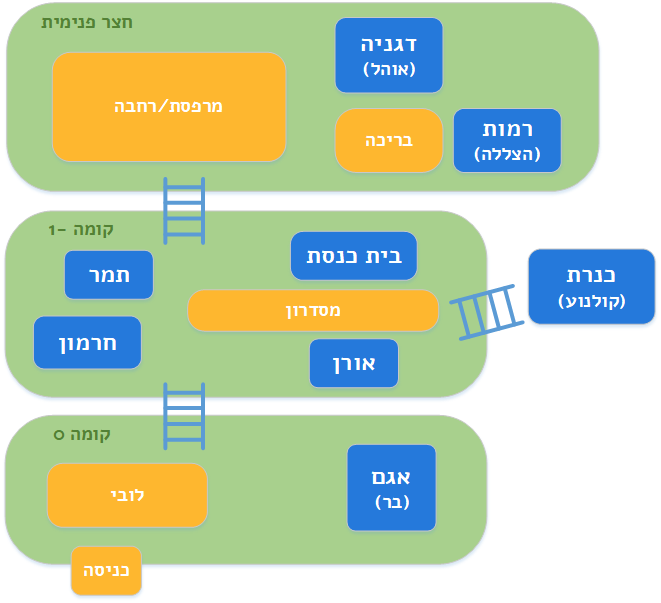 חצר פנימית
דגניה
(אוהל)
מרפסת/רחבה
בריכה
רמות
(הצללה)
קומה -1
תמר
בית כנסת
כנרת
(קולנוע)
מסדרון
חרמון
אורן
קומה 0
לובי
אגם
(בר)
כניסה